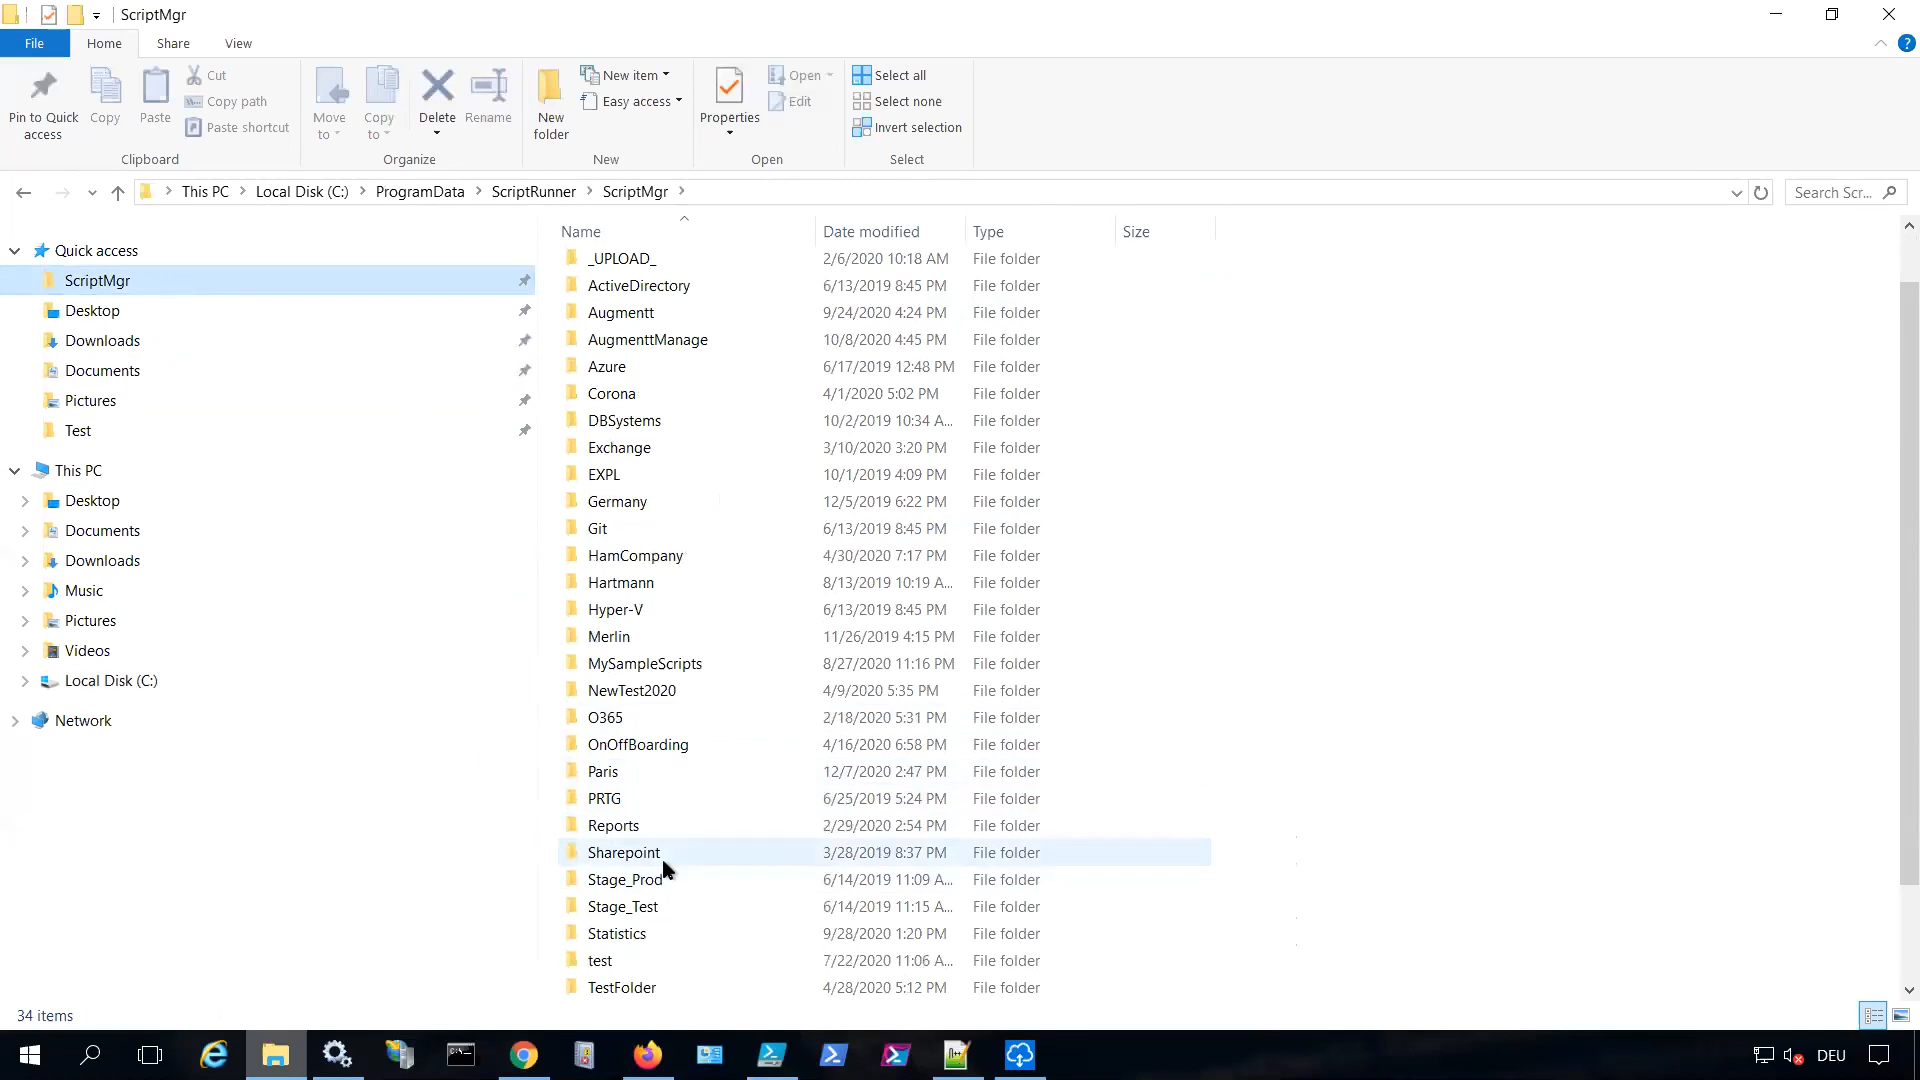 ScriptMgr
File Home Share View
Pin to Quick access
Copy
Paste
Cut
Copy path
Paste shortcut
Clipboard
Move to
Copy to
Delete
Rename
Organize
New folder
New item
Easy access
New
Properties
Open
Edit
Open
Select all
Select none
Invert selection
Select
This PC Local Disk (C:) ProgramData ScriptRunner ScriptMgr
Search Scr...
Quick access
ScriptMgr
Desktop
Downloads
Documents
Pictures
Test
This PC
Desktop
Documents
Downloads
Music
Pictures
Videos
Local Disk (C:)
Network
Name Date modified Type Size
_UPLOAD_ 2/6/2020 10:18 AM File folder
ActiveDirectory 6/13/2019 8:45 PM File folder
Augmentt 9/24/2020 4:24 PM File folder
AugmenttManage 10/8/2020 4:45 PM File folder
Azure 6/17/2019 12:48 PM File folder
Corona 4/1/2020 5:02 PM File folder
DBSystems 10/2/2019 10:34 A... File folder
Exchange 3/10/2020 3:20 PM File folder
EXPL 10/1/2019 4:09 PM File folder
Germany 12/5/2019 6:22 PM File folder
Git 6/13/2019 8:45 PM File folder
HamCompany 4/30/2020 7:17 PM File folder
Hartmann 8/13/2019 10:19 A... File folder
Hyper-V 6/13/2019 8:45 PM File folder
Merlin 11/26/2019 4:15 PM File folder
MySampleScripts 8/27/2020 11:16 PM File folder
NewTest2020 4/9/2020 5:35 PM File folder
O365 2/18/2020 5:31 PM File folder
OnOffBoarding 4/16/2020 6:58 PM File folder
Paris 12/7/2020 2:47 PM File folder
PRTG 6/25/2019 5:24 PM File folder
Reports 2/29/2020 2:54 PM File folder
Sharepoint 3/28/2019 8:37 PM File folder
Stage_Prod 6/14/2019 11:09 A... File folder
Stage_Test 6/14/2019 11:15 A... File folder
Statistics 9/28/2020 1:20 PM File folder
test 7/22/2020 11:06 A... File folder
TestFolder 4/28/2020 5:12 PM File folder
34 items
DEU